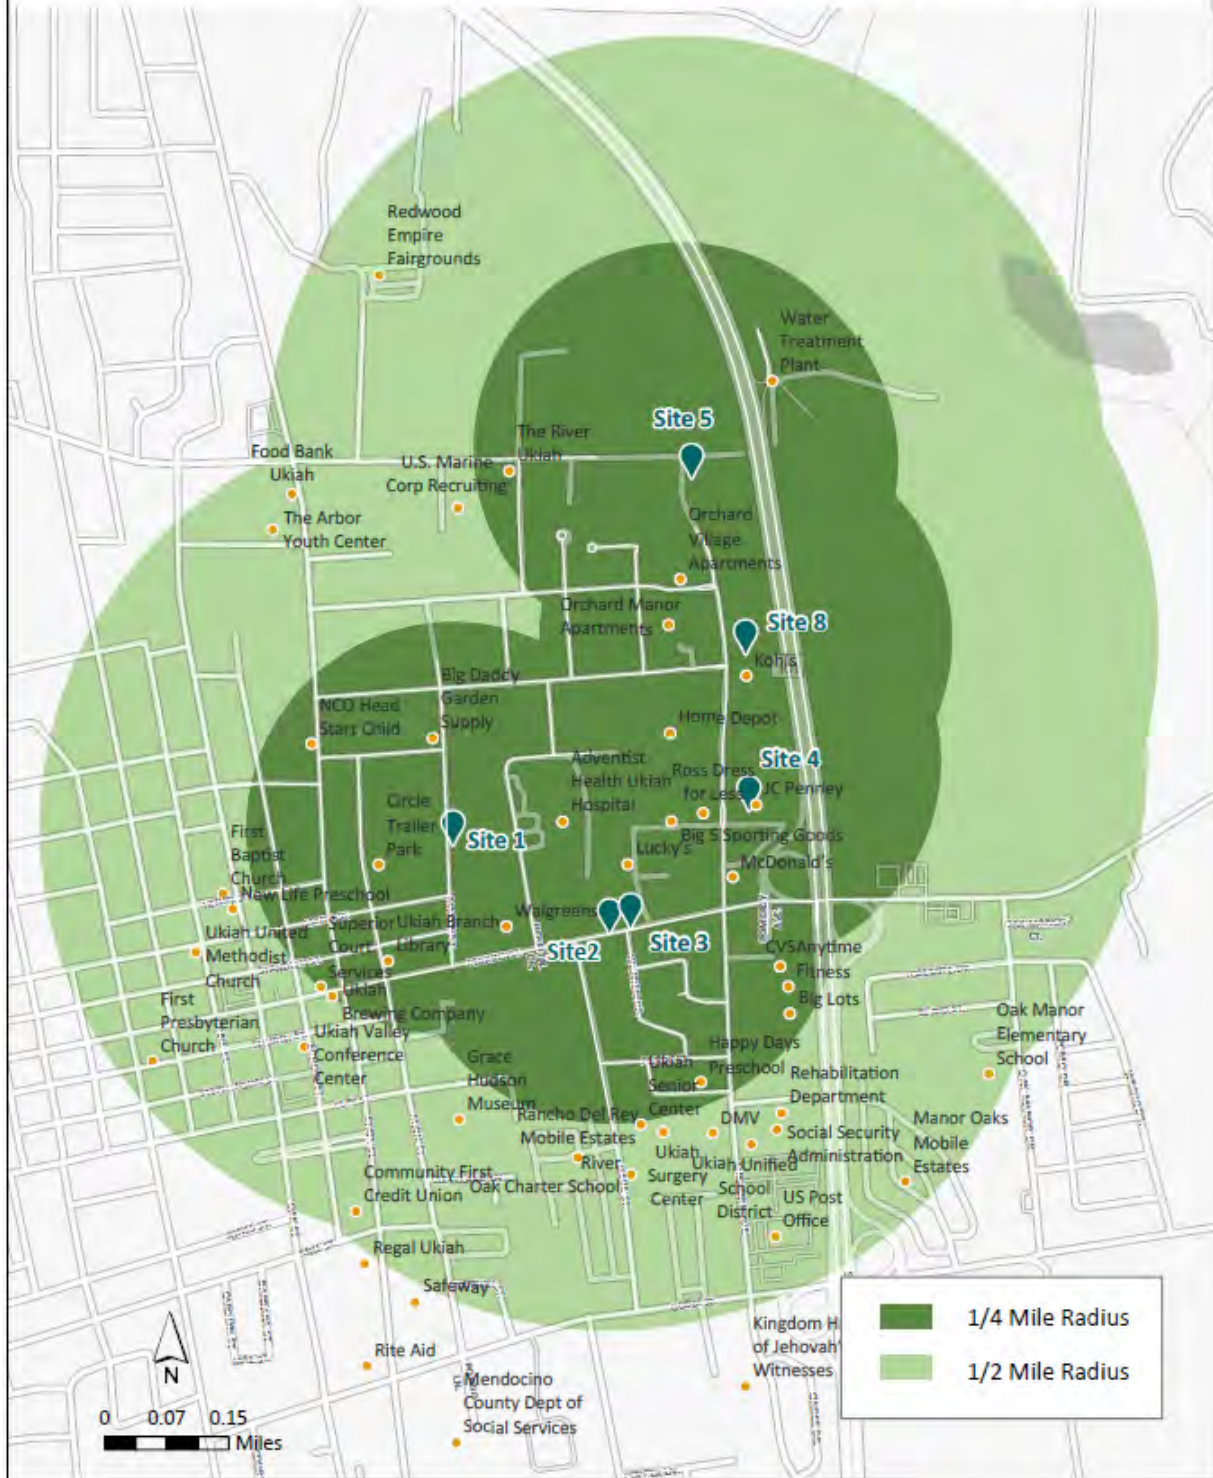 Redwood
Empire
Fairgrounds
Water
Treatment
Plant
Site 5
The River
Ukiah
Food Bank
Ukiah
U.S. Marine
Corp Recruiting
The Arbor
Youth Center
Orchard
Village
Apartments
Orchard Manor
Apartments
Site 8
Kohls
Big Daddy
Garden
Supply
NCO Head
Start Child
Home Depot
Site 4
Adventist
Health Ukiah
Hospital
Ross Dress
for Less
JC Penney
Circle
Trailer
Park
Site 1
Big 5 Sporting Goods
Lucky's
McDonald's
First
Baptist
Church
New Life Preschool
Superior
Court
Services
Ukiah Branch
Library
Walgreens
Site2
Site 3
Ukiah United
Methodist
Church
CVS
Anytime
Fitness
Big Lots
First
Presbyterian
Church
Ukiah
Brewing Company
Ukiah Valley
Conference
Center
Oak Manor
Elementary
School
Grace
Hudson
Museum
Happy Days
Preschool
Ukiah
Senior
Center
Rehabilitation
Department
Rancho Del Rey
Mobile Estates
DMV
Social Security
Administration
Manor Oaks
Mobile
Estates
River
Oak Charter School
Ukiah
Surgery
Center
Ukiah Unified
School
District
US Post
Office
Community First
Credit Union
Regal Ukiah
Safeway
Rite Aid
Kingdom H
of Jehovah'
Witnesses
Mendocino
County Dept of
Social Services
1/4 Mile Radius
1/2 Mile Radius
N
0 0.07 0.15
Miles